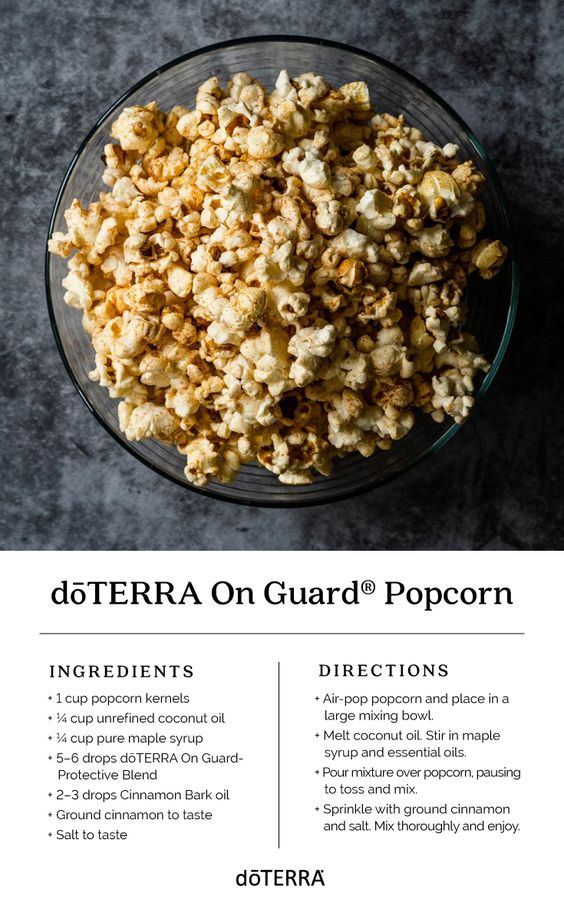 dōTERRA On Guard® Popcorn
INGREDIENTS
+ 1 cup popcorn kernels
+ ¼ cup unrefined coconut oil
+ ¼ cup pure maple syrup
+ 5–6 drops dōTERRA On Guard-
Protective Blend
+ 2–3 drops Cinnamon Bark oil
+ Ground cinnamon to taste
+ Salt to taste
DIRECTIONS
+ Air-pop popcorn and place in a
large mixing bowl.
+ Melt coconut oil. Stir in maple
syrup and essential oils.
+ Pour mixture over popcorn, pausing
to toss and mix.
+ Sprinkle with ground cinnamon
and salt. Mix thoroughly and enjoy.
dōTERRA